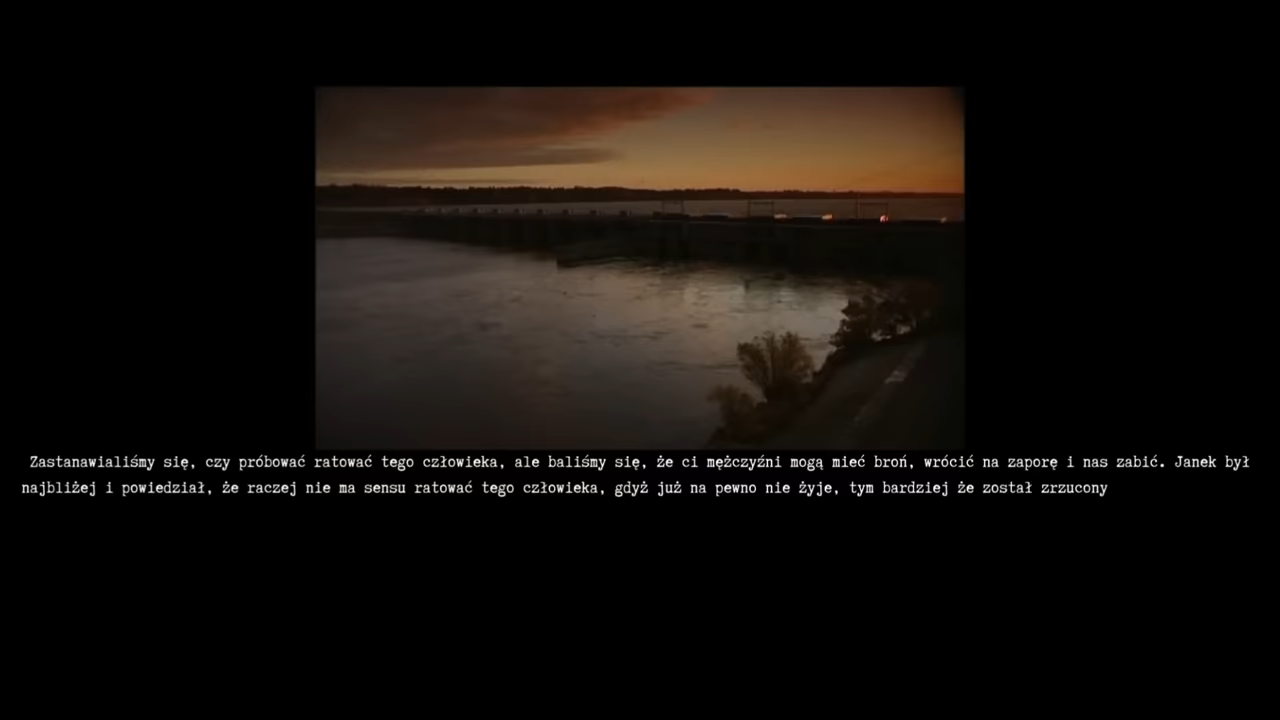 Zastanawialiśmy się, czy próbować ratować tego człowieka, ale baliśmy się, że ci mężczyźni mogą mieć broń, wrócić na zaporę i nas zabić. Janek był
najbliżej i powiedział, że raczej nie ma sensu ratować tego człowieka, gdyż już na pewno nie żyje, tym bardziej że został zrzucony